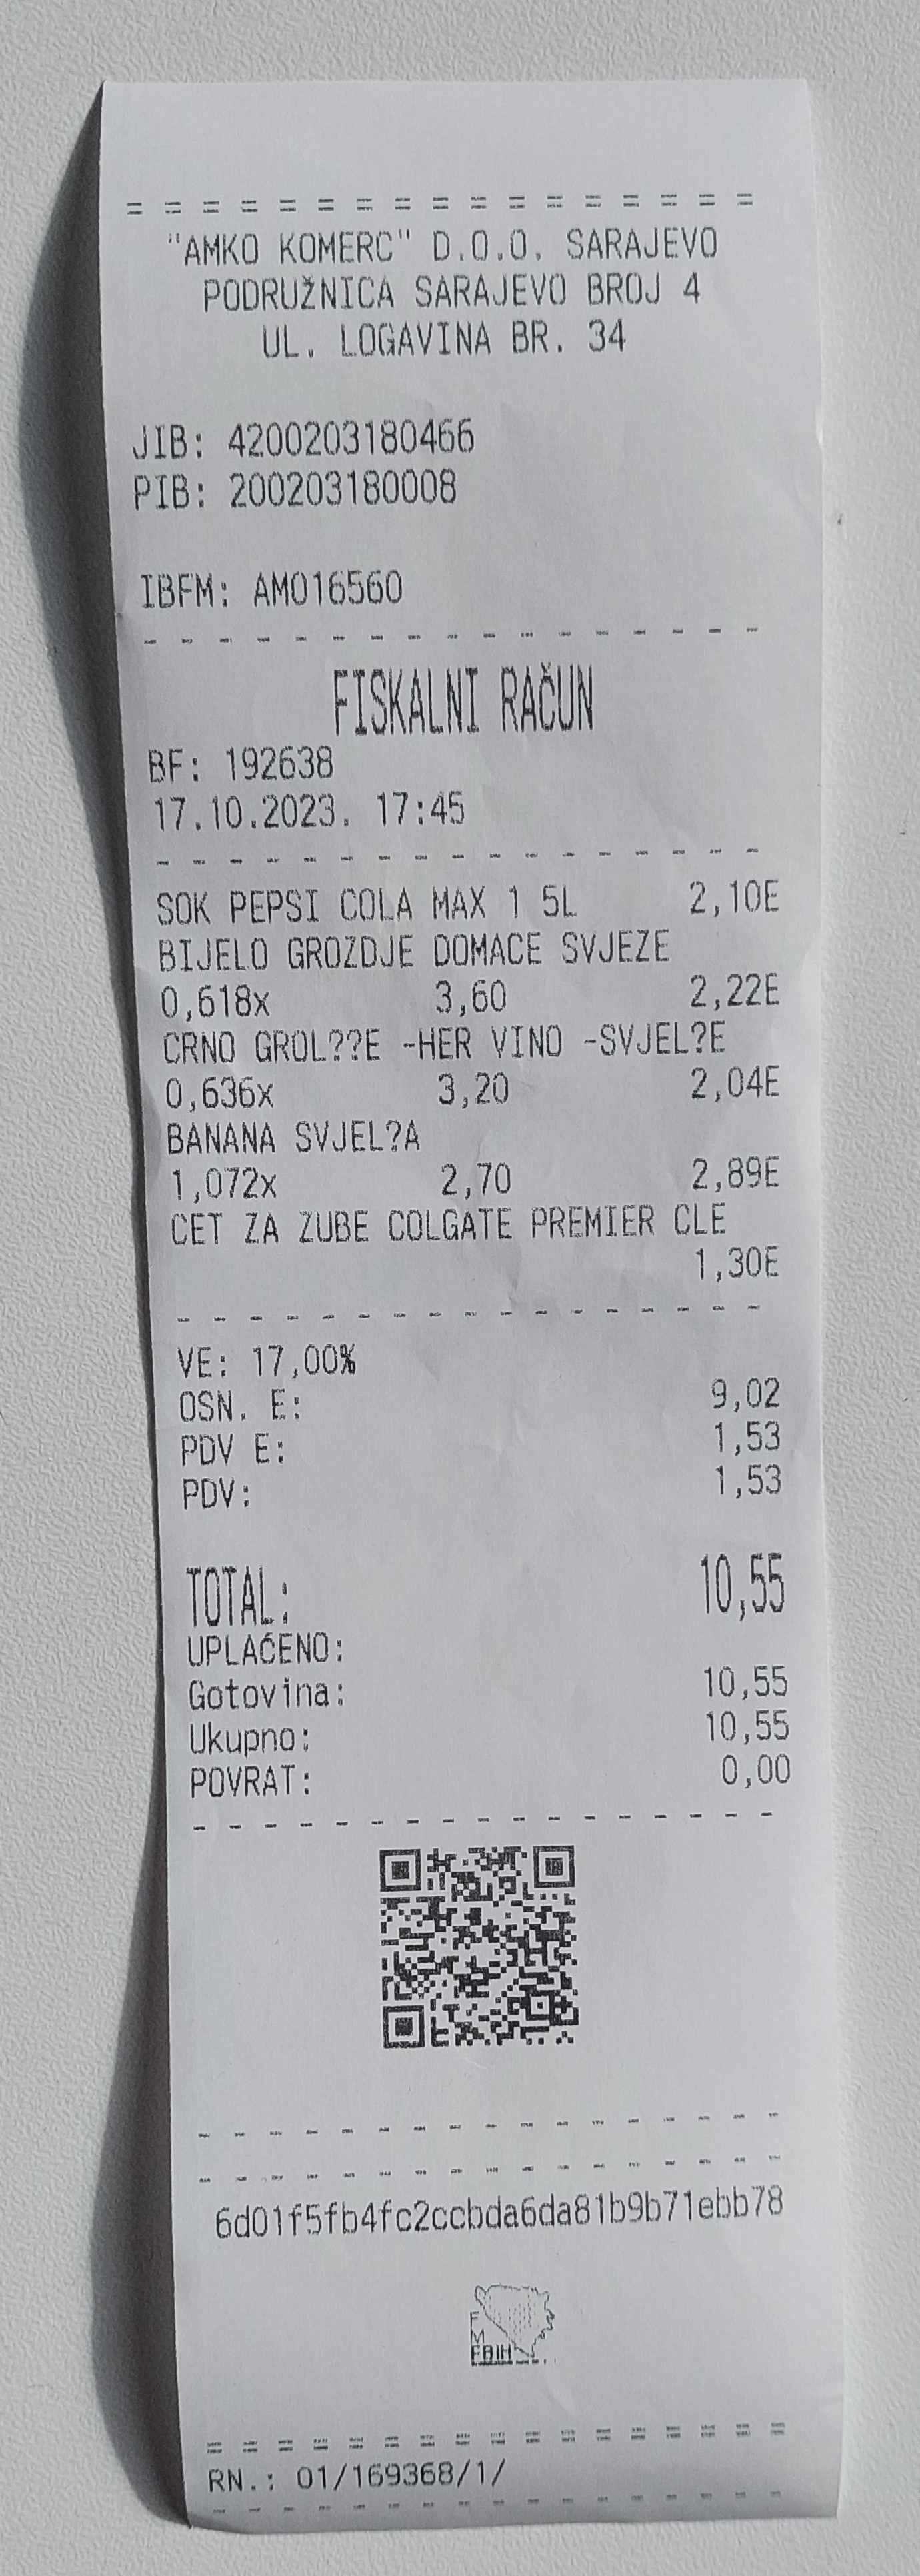 "AMKO KOMERC" D.O.O. SARAJEVO
PODRUŽNICA SARAJEVO BROJ 4
UL. LOGAVINA BR. 34
JIB: 4200203180466
PIB: 200203180008
IBFM: AM016560
FISKALNI RAČUN
BF: 192638
17.10.2023. 17:45
SOK PEPSI COLA MAX 1 5L 2,10E
BIJELO GROZDJE DOMACE SVJEZE
0,618x 3,60 2,22E
CRNO GROL??E -HER VINO -SVJEL?E
0,636x 3,20 2,04E
BANANA SVJEL?A
1,072x 2,70 2,89E
CET ZA ZUBE COLGATE PREMIER CLE
1,30E
VE: 17,00%
OSN. E: 9,02
PDV E: 1,53
PDV: 1,53
TOTAL: 10,55
UPLAĆENO:
Gotovina: 10,55
Ukupno: 10,55
POVRAT: 0,00
6d01f5fb4fc2ccbda6da81b9b71ebb78
F
M
FBIH
RN.: 01/169368/1/